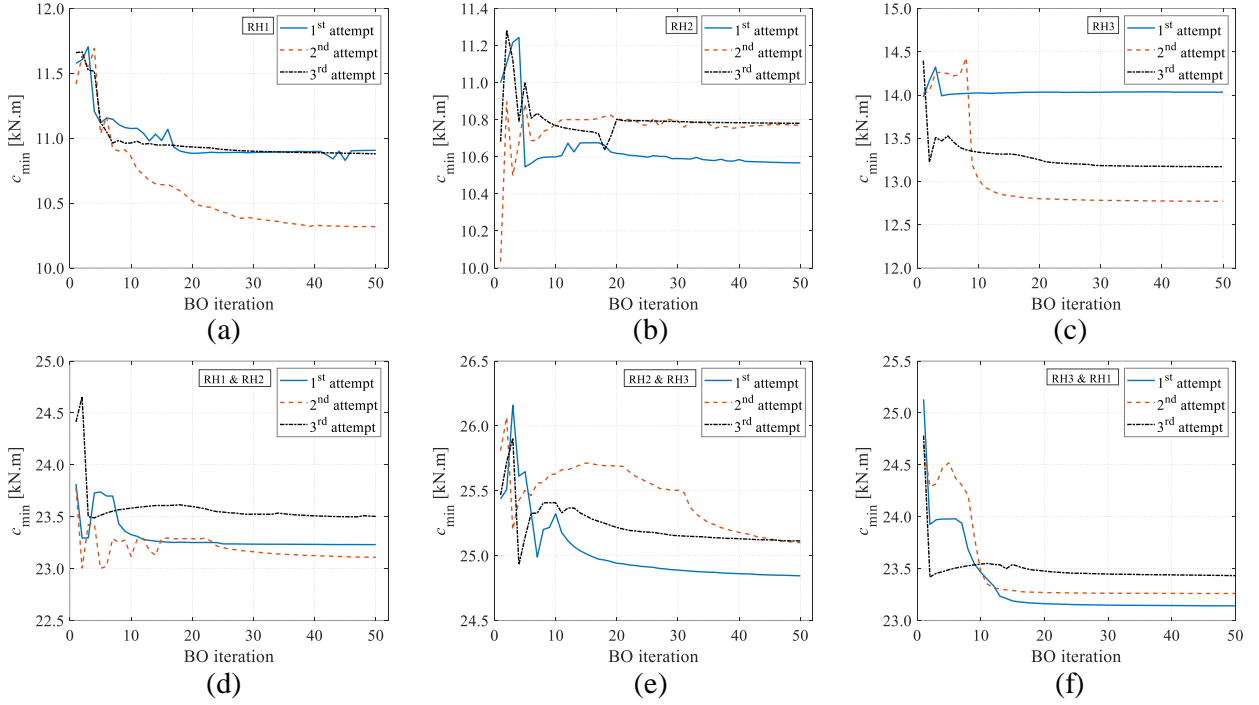 12.0
11.5
11.0
10.5
10.0
c_min [kN.m]
RH1
1st attempt
2nd attempt
3rd attempt
0 10 20 30 40 50
BO iteration
(a)
11.4
11.2
11.0
10.8
10.6
10.4
10.2
10.0
c_min [kN.m]
RH2
1st attempt
2nd attempt
3rd attempt
0 10 20 30 40 50
BO iteration
(b)
15.0
14.5
14.0
13.5
13.0
12.5
12.0
c_min [kN.m]
RH3
1st attempt
2nd attempt
3rd attempt
0 10 20 30 40 50
BO iteration
(c)
25.0
24.5
24.0
23.5
23.0
22.5
c_min [kN.m]
RH1 & RH2
1st attempt
2nd attempt
3rd attempt
0 10 20 30 40 50
BO iteration
(d)
26.5
26.0
25.5
25.0
24.5
c_min [kN.m]
RH2 & RH3
1st attempt
2nd attempt
3rd attempt
0 10 20 30 40 50
BO iteration
(e)
25.5
25.0
24.5
24.0
23.5
23.0
c_min [kN.m]
RH3 & RH1
1st attempt
2nd attempt
3rd attempt
0 10 20 30 40 50
BO iteration
(f)